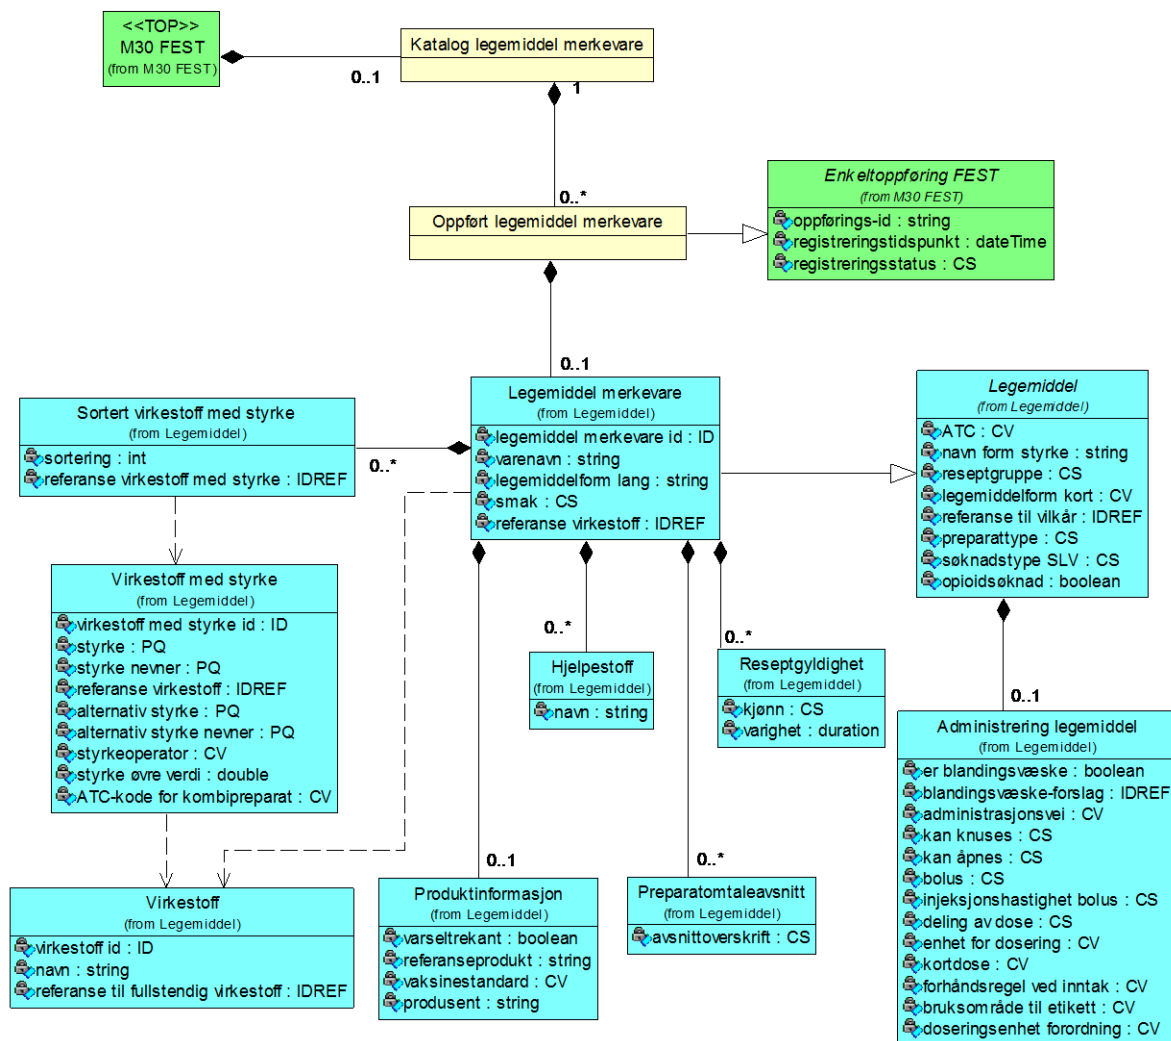 <<TOP>>
M30 FEST
(from M30 FEST)
0..1
Katalog legemiddel merkevare
1
0..*
Oppført legemiddel merkevare
Enkeltoppføring FEST
(from M30 FEST)
oppførings-id : string
registreringstidspunkt : dateTime
registreringsstatus : CS
0..1
Sortert virkestoff med styrke
(from Legemiddel)
sortering : int
referanse virkestoff med styrke : IDREF
0..*
Legemiddel merkevare
(from Legemiddel)
legemiddel merkevare id : ID
varenavn : string
legemiddelform lang : string
smak : CS
referanse virkestoff : IDREF
Legemiddel
(from Legemiddel)
ATC : CV
navn form styrke : string
reseptgruppe : CS
legemiddelform kort : CV
referanse til vilkår : IDREF
preparattype : CS
søknadstype SLV : CS
opioidsøknad : boolean
Virkestoff med styrke
(from Legemiddel)
virkestoff med styrke id : ID
styrke : PQ
styrke nevner : PQ
referanse virkestoff : IDREF
alternativ styrke : PQ
alternativ styrke nevner : PQ
styrkeoperator : CV
styrke øvre verdi : double
ATC-kode for kombipreparat : CV
0..*
Hjelpestoff
(from Legemiddel)
navn : string
0..*
Reseptgyldighet
(from Legemiddel)
kjønn : CS
varighet : duration
0..1
Administrering legemiddel
(from Legemiddel)
er blandingsvæske : boolean
blandingsvæske-forslag : IDREF
administrasjonsvei : CV
kan knuses : CS
kan åpnes : CS
bolus : CS
injeksjonshastighet bolus : CS
deling av dose : CS
enhet for dosering : CV
kortdose : CV
forhåndsregel ved inntak : CV
bruksområde til etikett : CV
doseringsenhet forordning : CV
Virkestoff
(from Legemiddel)
virkestoff id : ID
navn : string
referanse til fullstendig virkestoff : IDREF
0..1
Produktinformasjon
(from Legemiddel)
varseltrekant : boolean
referanseprodukt : string
vaksinestandard : CV
produsent : string
0..*
Preparatomtaleavsnitt
(from Legemiddel)
avsnittoverskrift : CS